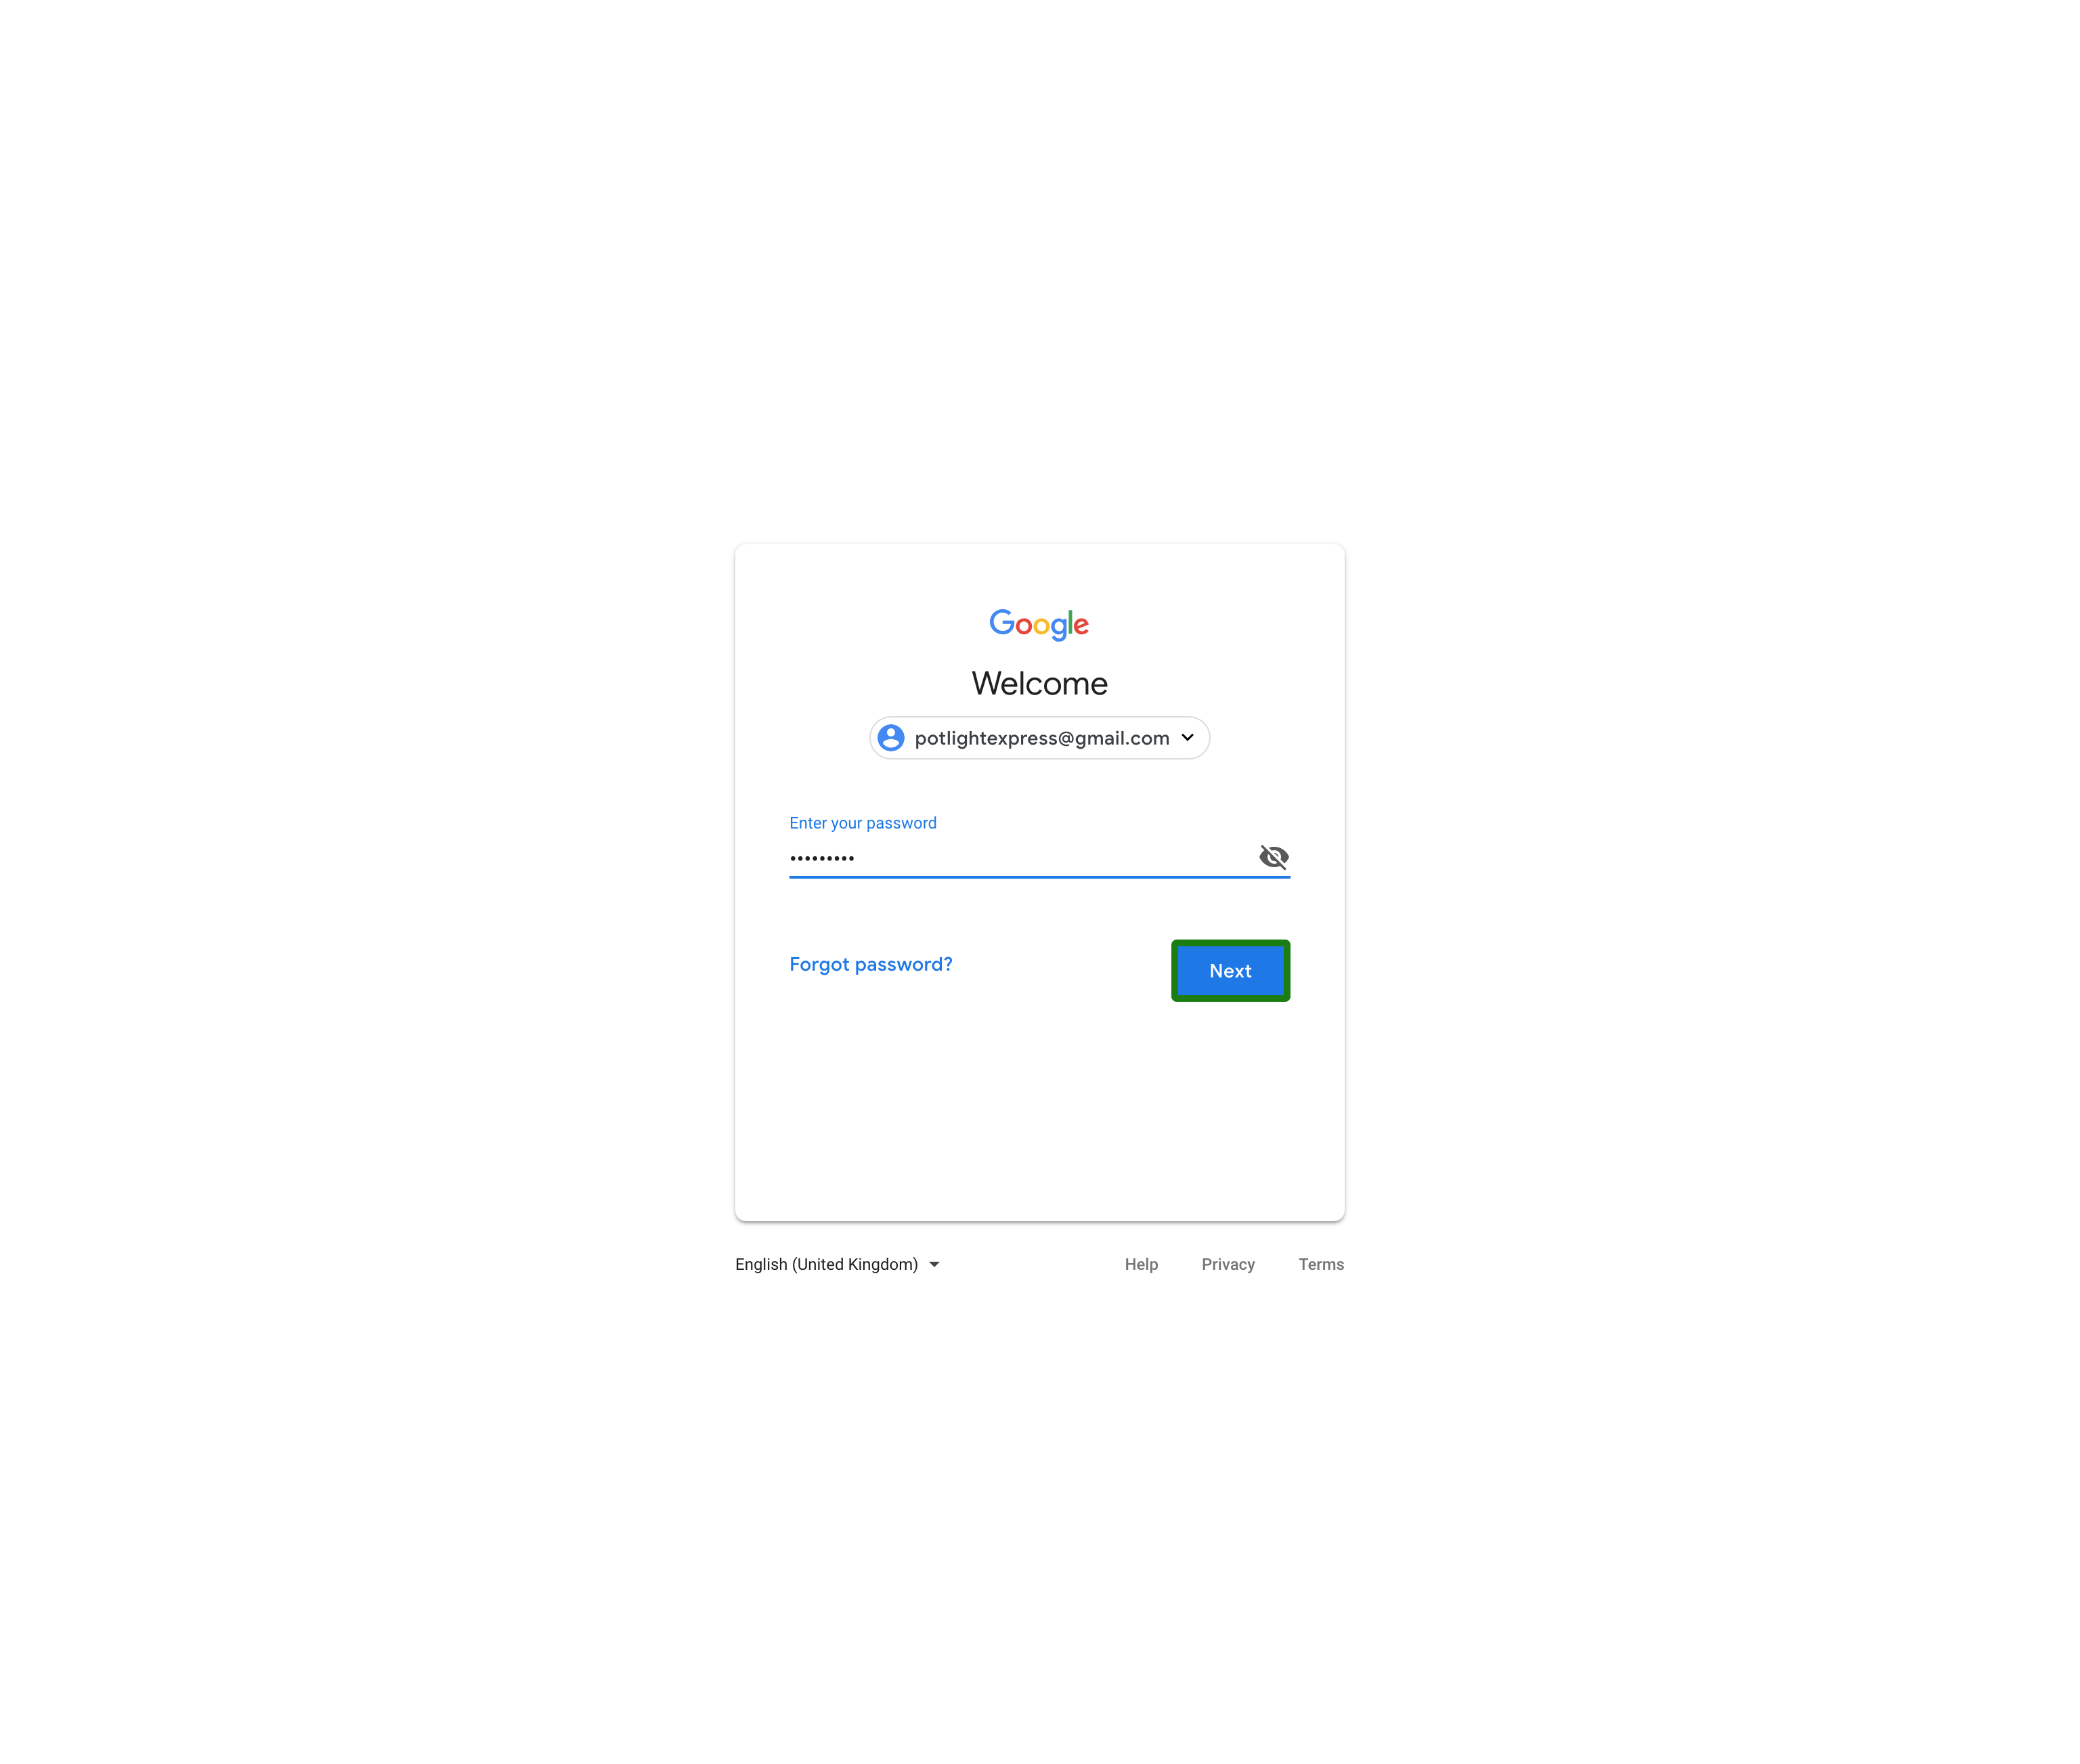 Google
Welcome
potlightexpress@gmail.com
Enter your password
•••••••••
Forgot password?
Next
English (United Kingdom)
Help
Privacy
Terms